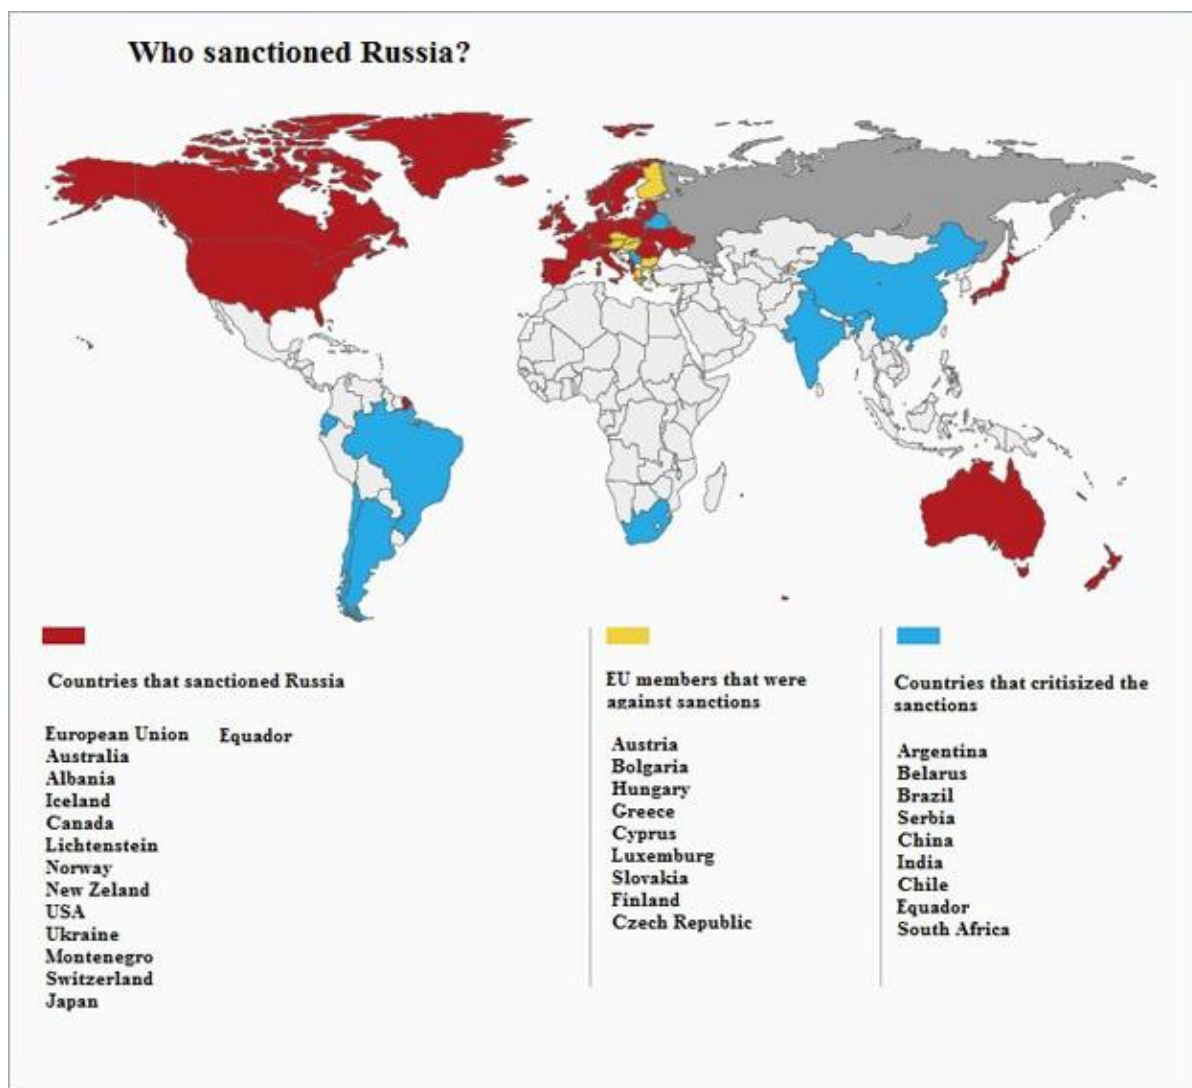 Who sanctioned Russia?
Countries that sanctioned Russia
European Union
Australia
Albania
Iceland
Canada
Lichtenstein
Norway
New Zeland
USA
Ukraine
Montenegro
Switzerland
Japan
Equador
EU members that were
against sanctions
Austria
Bolgaria
Hungary
Greece
Cyprus
Luxemburg
Slovakia
Finland
Czech Republic
Countries that critisized the
sanctions
Argentina
Belarus
Brazil
Serbia
China
India
Chile
Equador
South Africa